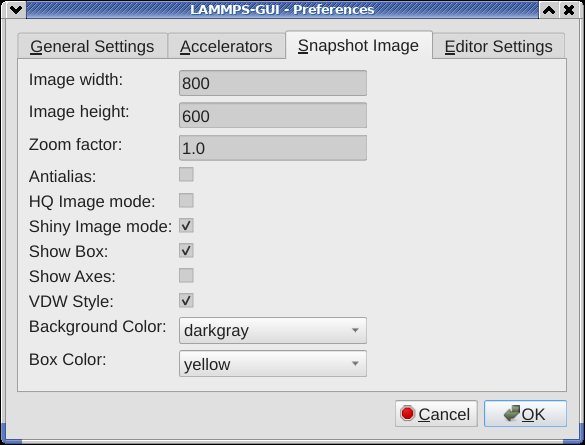 LAMMPS-GUI - Preferences
General Settings Accelerators Snapshot Image Editor Settings
Image width: 800
Image height: 600
Zoom factor: 1.0
Antialias:
HQ Image mode:
Shiny Image mode:
Show Box:
Show Axes:
VDW Style:
Background Color: darkgray
Box Color: yellow
Cancel OK